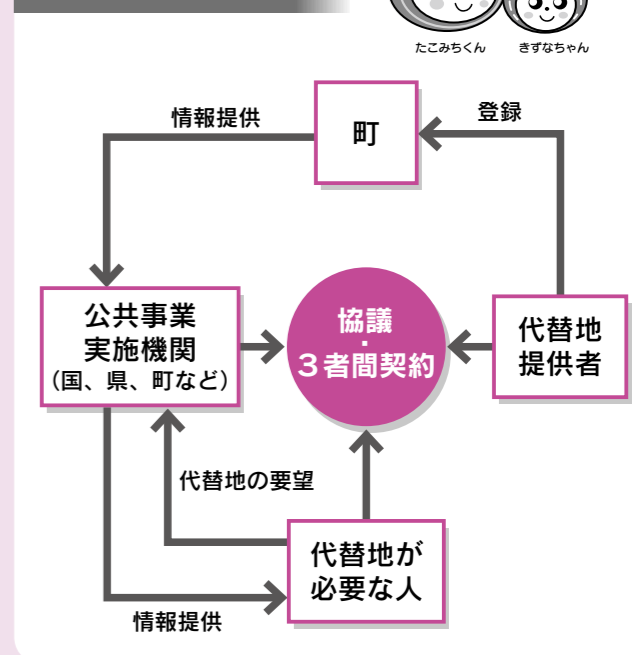 たこみちくん
きずなちゃん
情報提供
町
登録
公共事業
実施機関
（国、県、町など）
協議
・
３者間契約
代替地
提供者
代替地の要望
代替地が
必要な人
情報提供